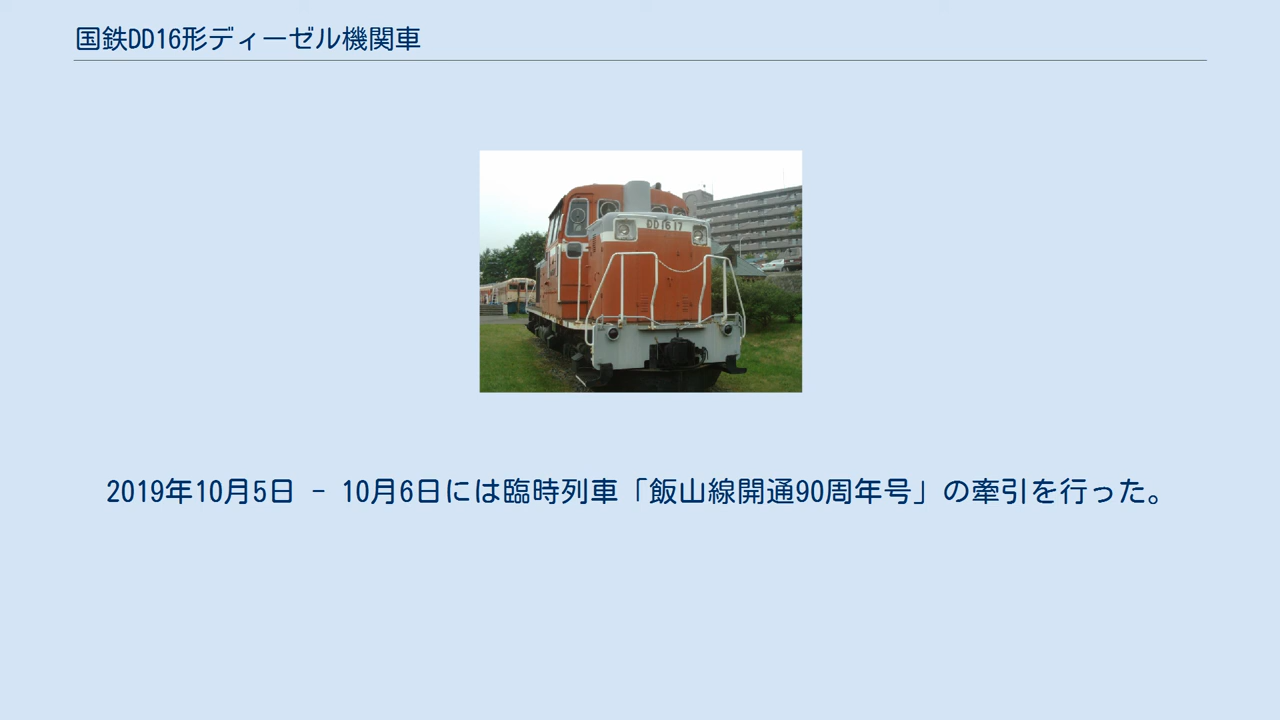 国鉄DD16形ディーゼル機関車
DD16 17
2019年10月5日 - 10月6日には臨時列車「飯山線開通90周年号」の牽引を行った。